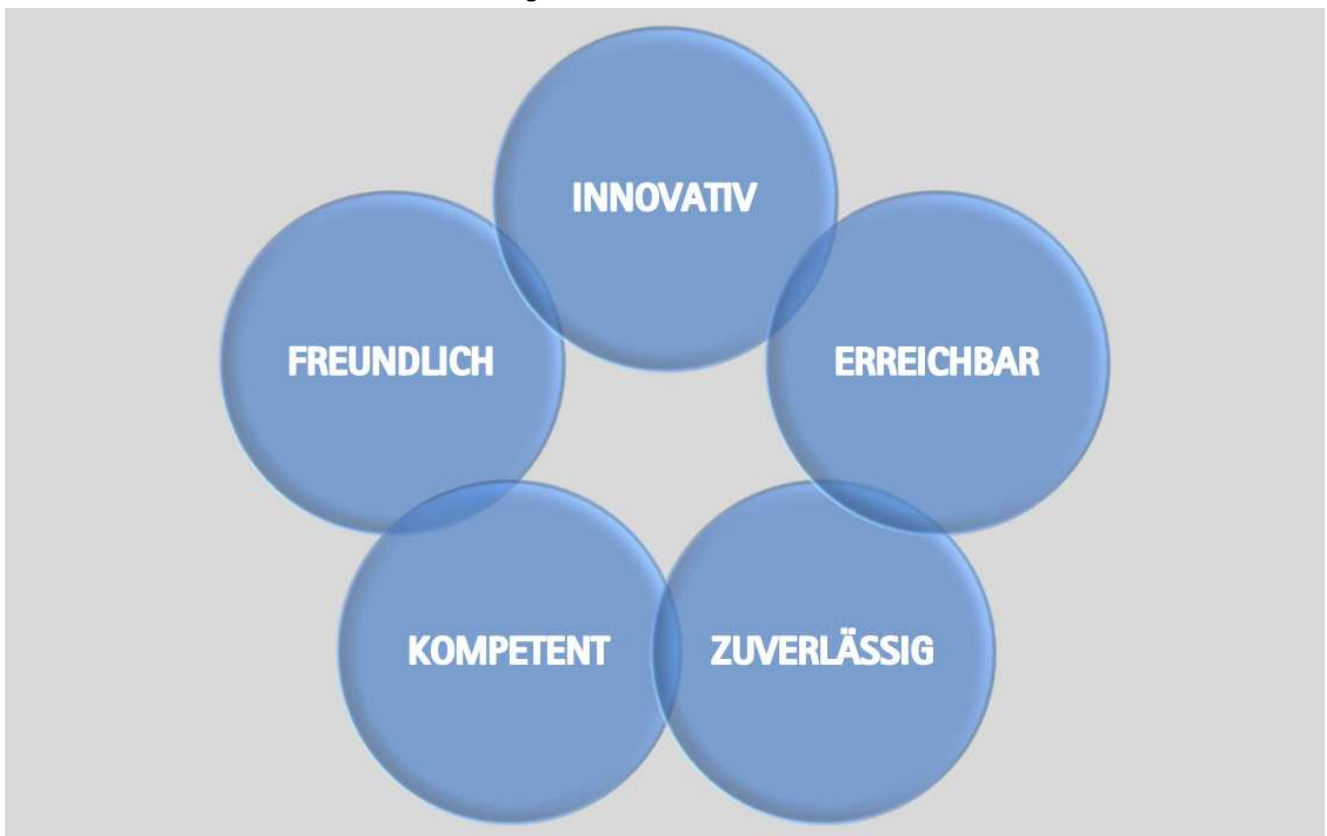 INNOVATIV
FREUNDLICH
ERREICHBAR
KOMPETENT
ZUVERLÄSSIG